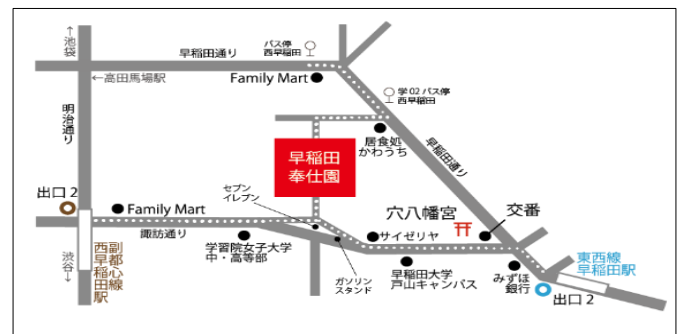 ←池袋
早稲田通り
バス停
西早稲田
←高田馬場駅
Family Mart
学02 バス停
西早稲田
明治通り
居食処
かわうち
早稲田通り
早稲田
奉仕園
セブン
イレブン
出口 2
Family Mart
諏訪通り
学習院女子大学
中・高等部
サイゼリヤ
穴八幡宮
交番
東西線
早稲田駅
渋谷→
副都心線
西早稲田駅
ガソリン
スタンド
早稲田大学
戸山キャンパス
みずほ
銀行
出口 2